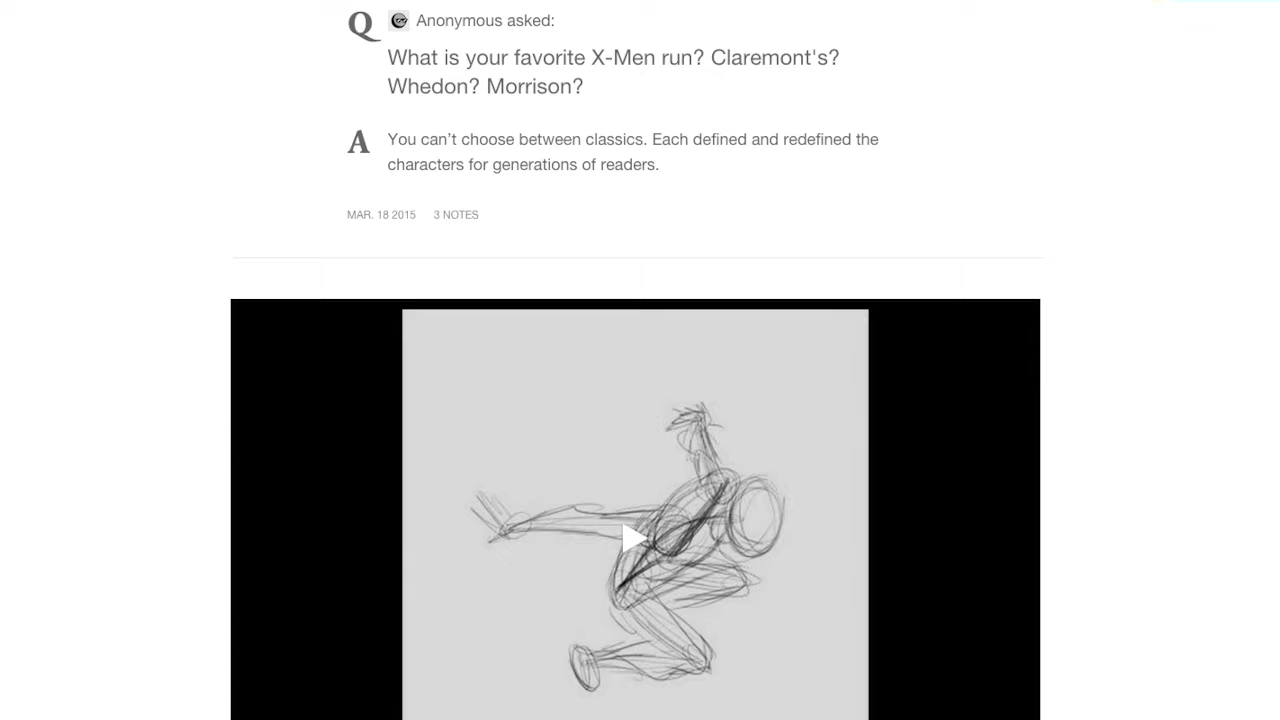 Q Anonymous asked:
What is your favorite X-Men run? Claremont's?
Whedon? Morrison?
A You can’t choose between classics. Each defined and redefined the
characters for generations of readers.
MAR. 18 2015 3 NOTES